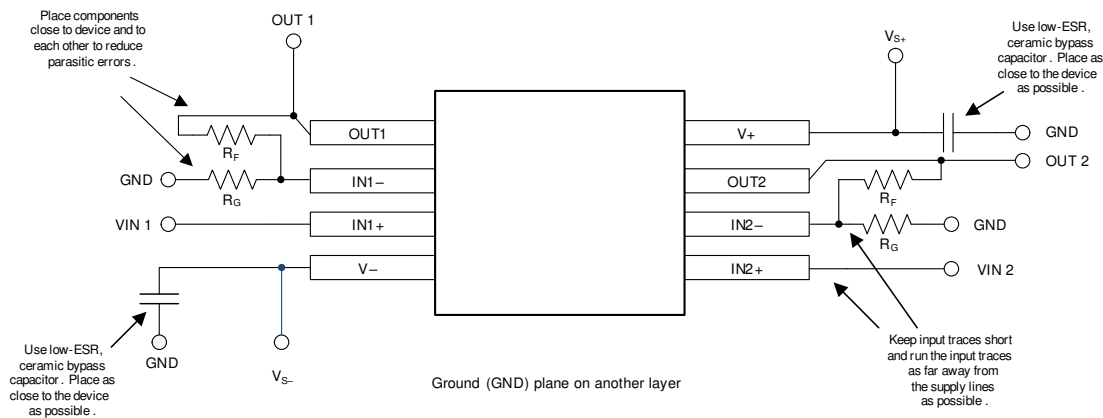 Place components
close to device and to
each other to reduce
parasitic errors .
OUT 1
VS+
Use low-ESR,
ceramic bypass
capacitor . Place as
close to the device
as possible .
OUT1
V+
GND
RF
OUT 2
GND
RG
IN1−
OUT2
RF
VIN 1
IN1+
IN2−
RG
GND
V−
IN2+
VIN 2
Use low-ESR,
ceramic bypass
capacitor . Place as
close to the device
as possible .
GND
VS−
Ground (GND) plane on another layer
Keep input traces short
and run the input traces
as far away from
the supply lines
as possible .